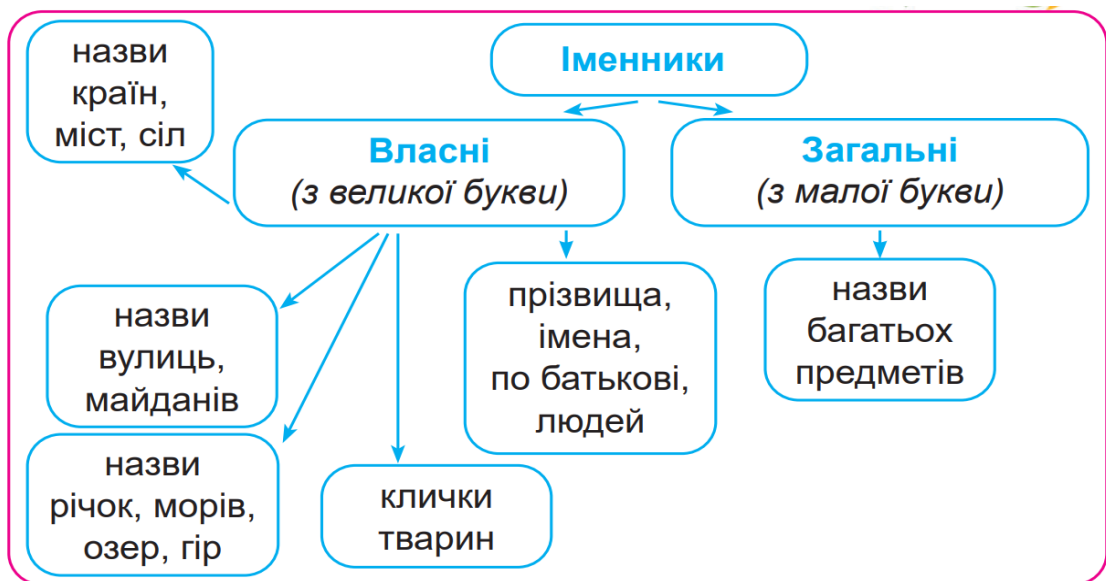 Іменники
Власні
(з великої букви)
Загальні
(з малої букви)
назви
країн,
міст, сіл
назви
вулиць,
майданів
назви
річок, морів,
озер, гір
клички
тварин
прізвища,
імена,
по батькові,
людей
назви
багатьох
предметів